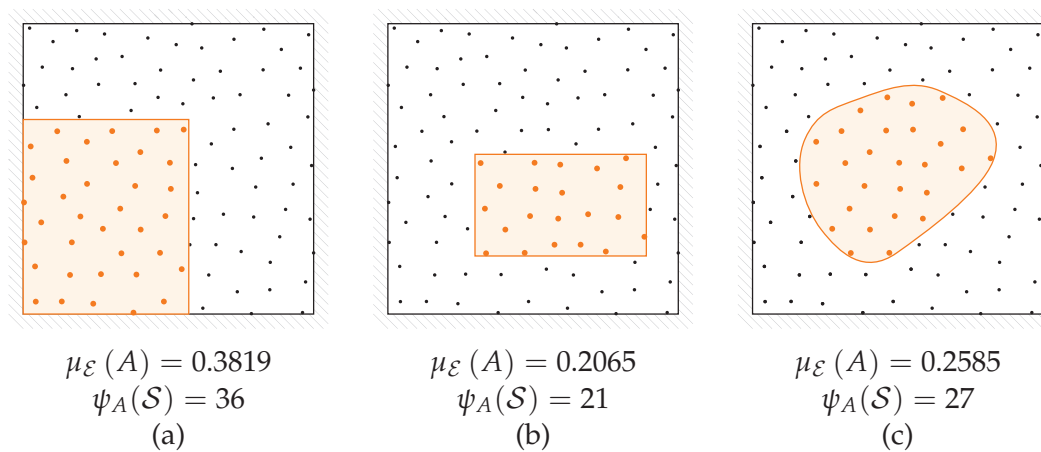 μ_ℰ (A) = 0.3819 μ_ℰ (A) = 0.2065 μ_ℰ (A) = 0.2585
ψ_A(𝒮) = 36 ψ_A(𝒮) = 21 ψ_A(𝒮) = 27
(a) (b) (c)